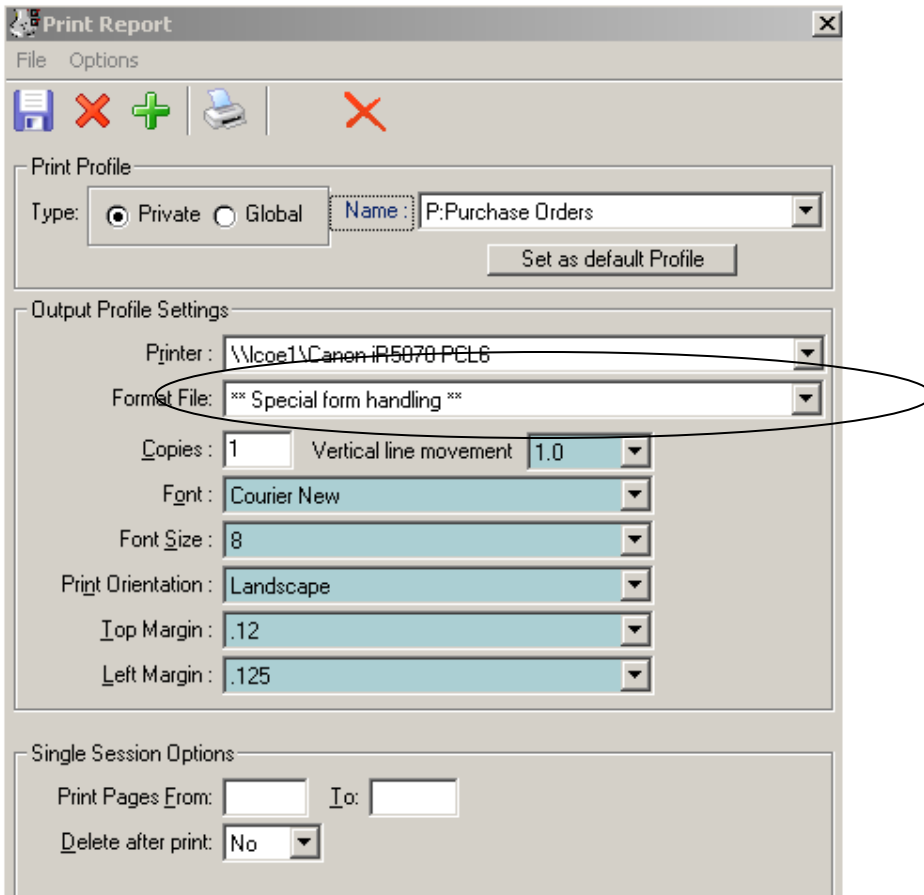 Print Report
File Options
Print Profile
Type: Private Global Name : P:Purchase Orders
Set as default Profile
Output Profile Settings
Printer : \\lcoe1\Canon iR5070 PCL6
Format File: ** Special form handling **
Copies : 1 Vertical line movement 1.0
Font : Courier New
Font Size : 8
Print Orientation : Landscape
Top Margin : .12
Left Margin : .125
Single Session Options
Print Pages From: To:
Delete after print: No